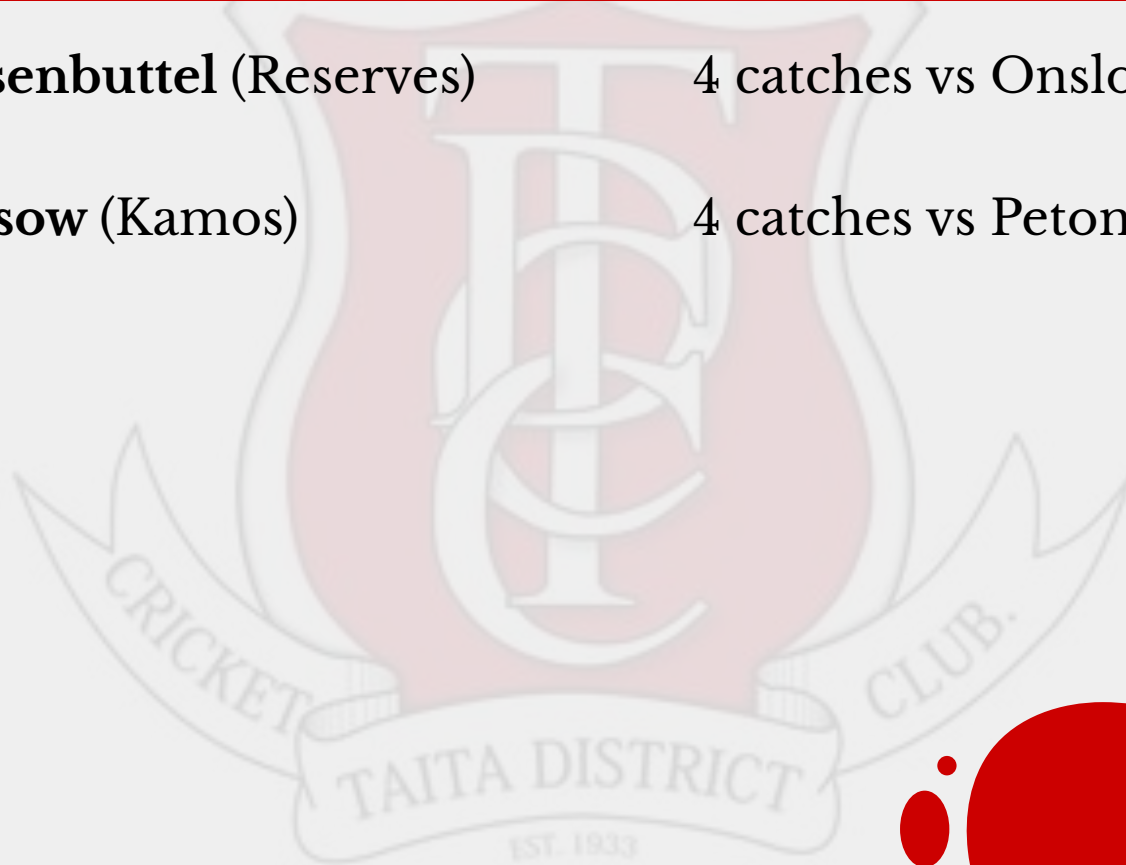 senbuttel (Reserves) 4 catches vs Onslo
sow (Kamos) 4 catches vs Peton
CRICKET CLUB.
TAITA DISTRICT
EST. 1933